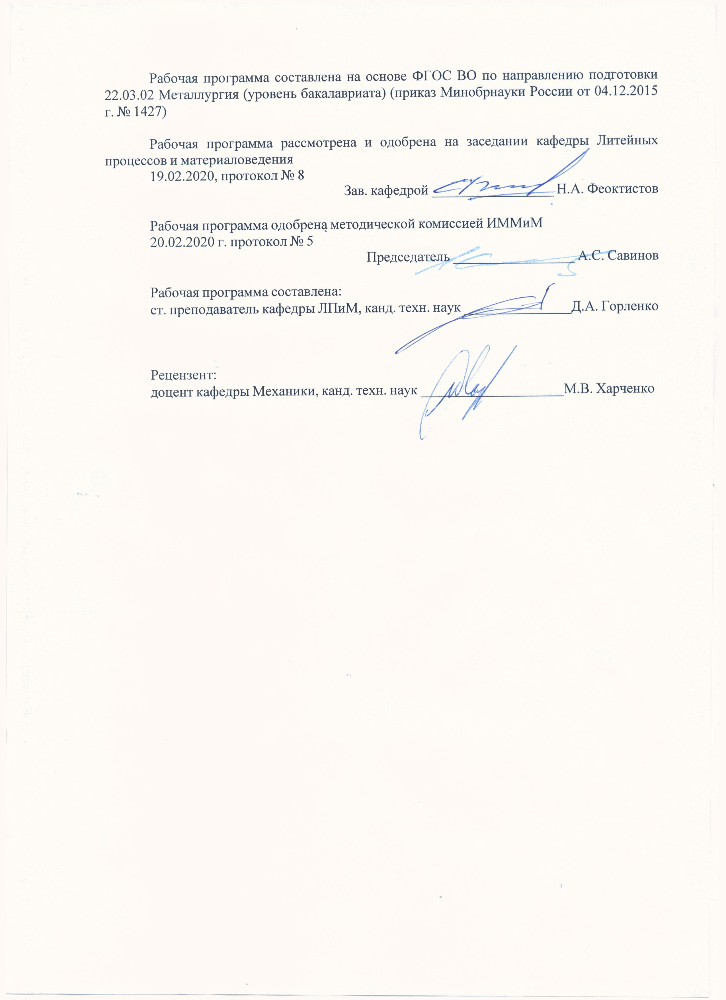 Рабочая программа составлена на основе ФГОС ВО по направлению подготовки
22.03.02 Металлургия (уровень бакалавриата) (приказ Минобрнауки России от 04.12.2015
г. № 1427)
Рабочая программа рассмотрена и одобрена на заседании кафедры Литейных
процессов и материаловедения
19.02.2020, протокол № 8
Зав. кафедрой ________________ Н.А. Феоктистов
Рабочая программа одобрена методической комиссией ИММиМ
20.02.2020 г. протокол № 5
Председатель ________________ А.С. Савинов
Рабочая программа составлена:
ст. преподаватель кафедры ЛПиМ, канд. техн. наук ________________Д.А. Горленко
Рецензент:
доцент кафедры Механики, канд. техн. наук ________________М.В. Харченко